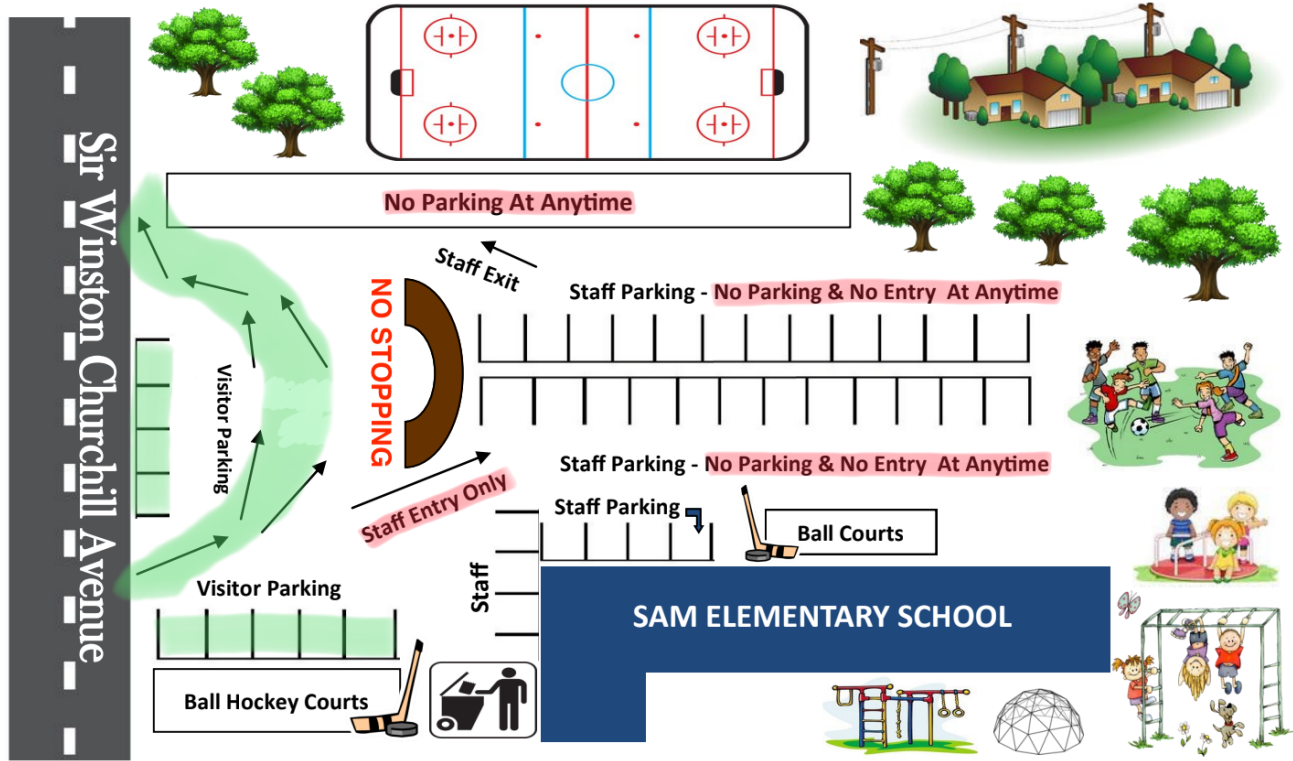 Sir Winston Churchill Avenue
No Parking At Anytime
Staff Exit
Staff Parking - No Parking & No Entry  At Anytime
NO STOPPING
Visitor Parking
Staff Parking - No Parking & No Entry  At Anytime
Staff Entry Only
Staff Parking
Ball Courts
Visitor Parking
Staff
SAM ELEMENTARY SCHOOL
Ball Hockey Courts